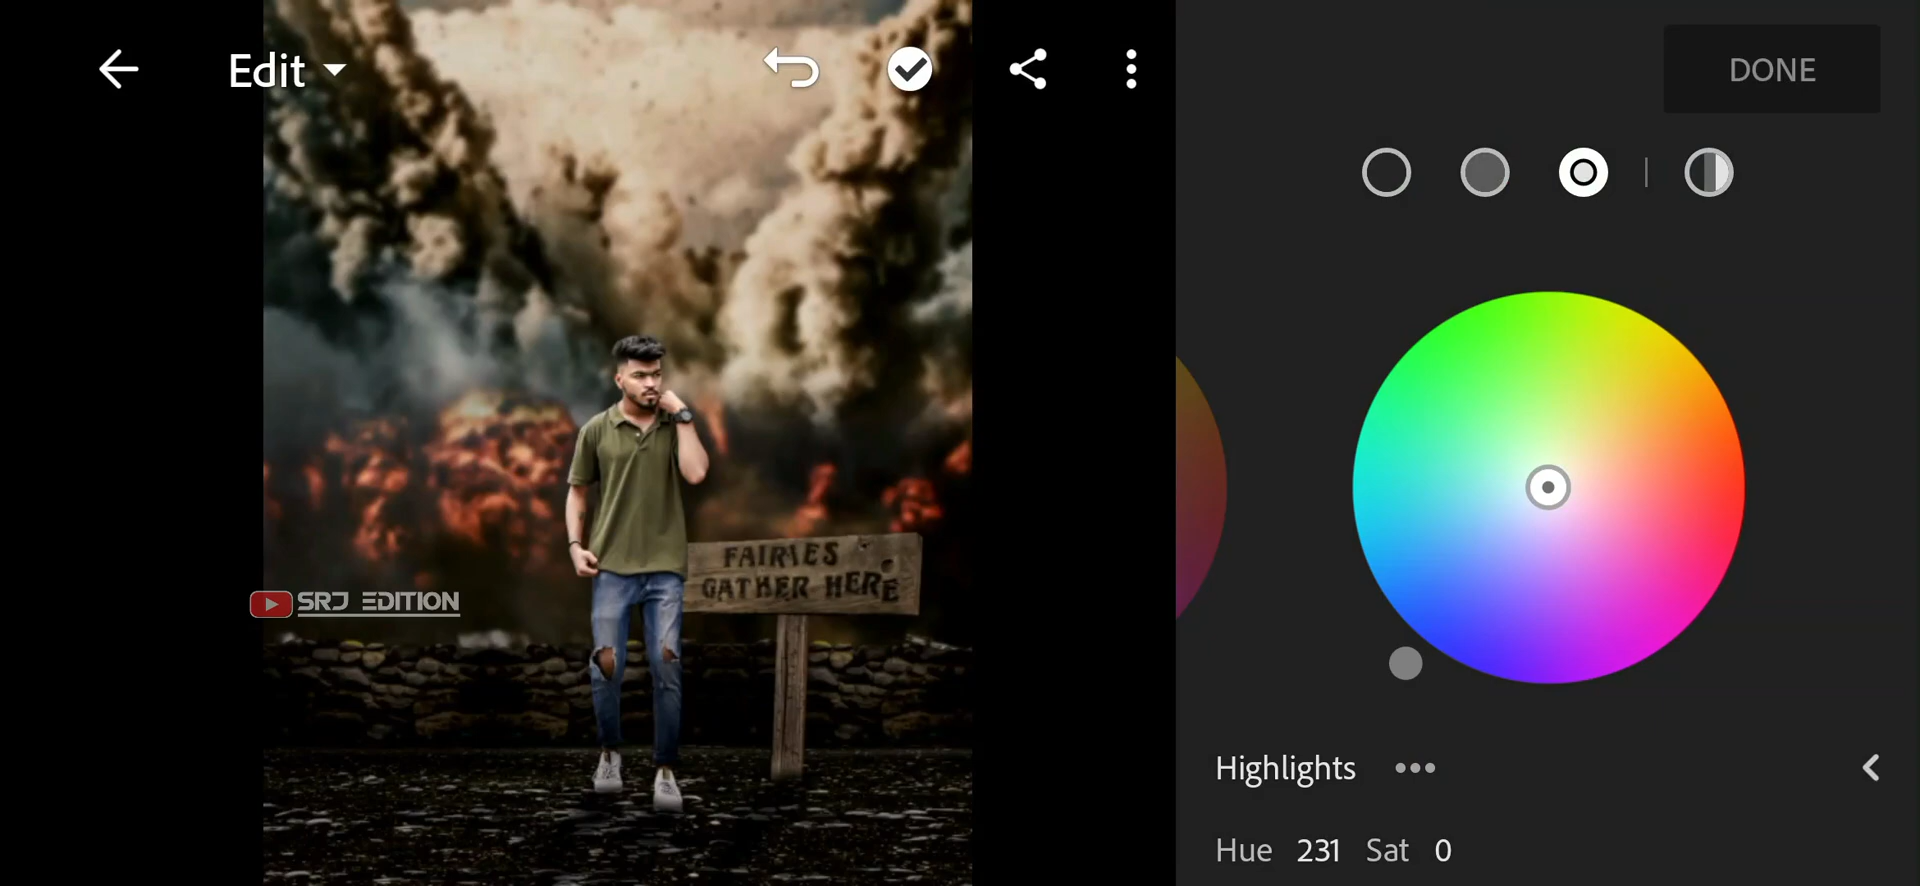 Edit
DONE
FAIRIES
GATHER HERE
SRJ EDITION
Highlights
Hue 231 Sat 0